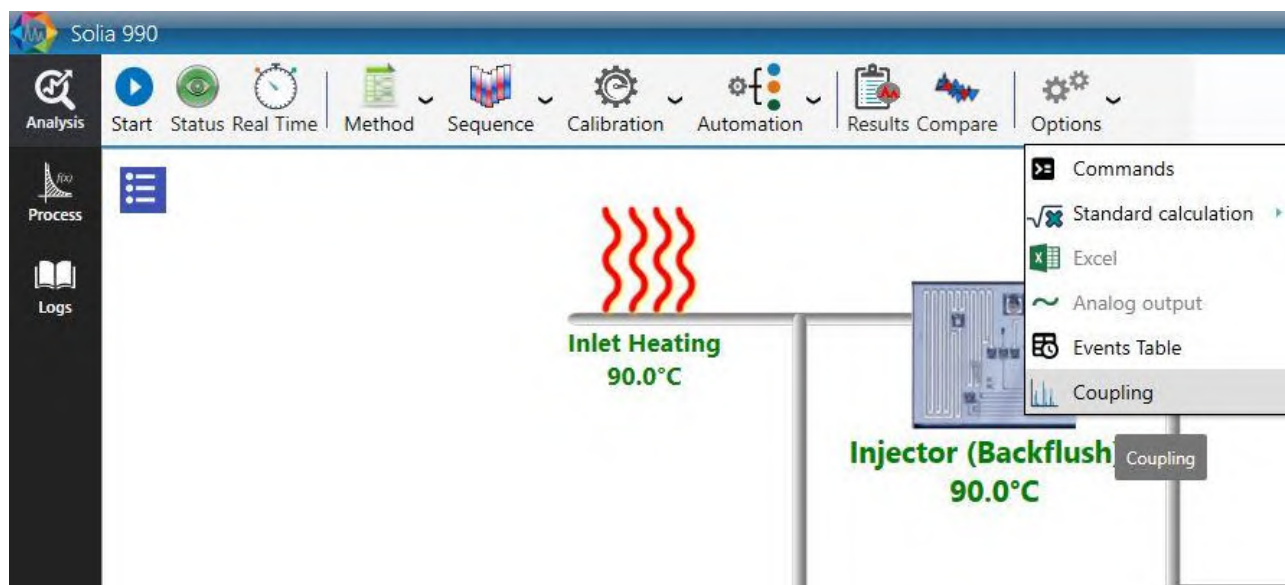 Solia 990
Analysis
Start Status Real Time Method Sequence Calibration Automation Results Compare Options
Commands
f(x)
Process
Standard calculation
Excel
Logs
Analog output
Inlet Heating
Events Table
90.0°C
Coupling
Injector (Backflush)
Coupling
90.0°C